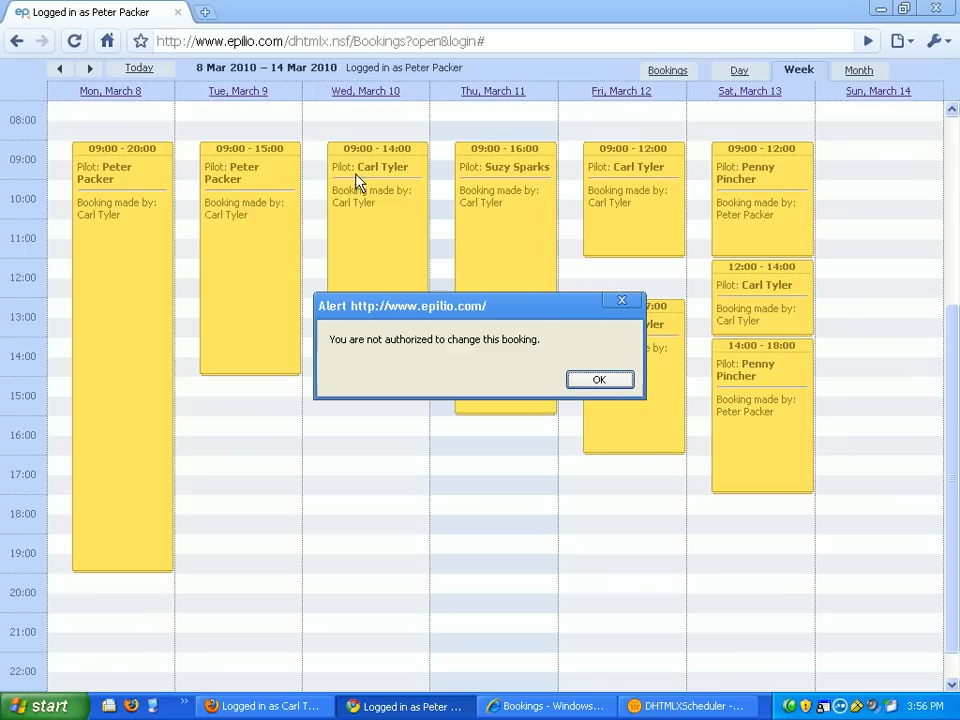 Logged in as Peter Packer
http://www.epilio.com/dhtmlx.nsf/Bookings?open&login#
Today
8 Mar 2010 – 14 Mar 2010
Logged in as Peter Packer
Bookings
Day
Week
Month
Mon, March 8
Tue, March 9
Wed, March 10
Thu, March 11
Fri, March 12
Sat, March 13
Sun, March 14
08:00
09:00
10:00
11:00
12:00
13:00
14:00
15:00
16:00
17:00
18:00
19:00
20:00
21:00
22:00
09:00 - 20:00
Pilot: Peter
Packer
Booking made by:
Carl Tyler
09:00 - 15:00
Pilot: Peter
Packer
Booking made by:
Carl Tyler
09:00 - 14:00
Pilot: Carl Tyler
Booking made by:
Carl Tyler
09:00 - 16:00
Pilot: Suzy Sparks
Booking made by:
Carl Tyler
09:00 - 12:00
Pilot: Carl Tyler
Booking made by:
Carl Tyler
7:00
yler
le by:
09:00 - 12:00
Pilot: Penny
Pincher
Booking made by:
Peter Packer
12:00 - 14:00
Pilot: Carl Tyler
Booking made by:
Carl Tyler
14:00 - 18:00
Pilot: Penny
Pincher
Booking made by:
Peter Packer
Alert http://www.epilio.com/
You are not authorized to change this booking.
OK
start
Logged in as Carl T...
Logged in as Peter ...
Bookings - Windows...
DHTMLXScheduler -...
3:56 PM